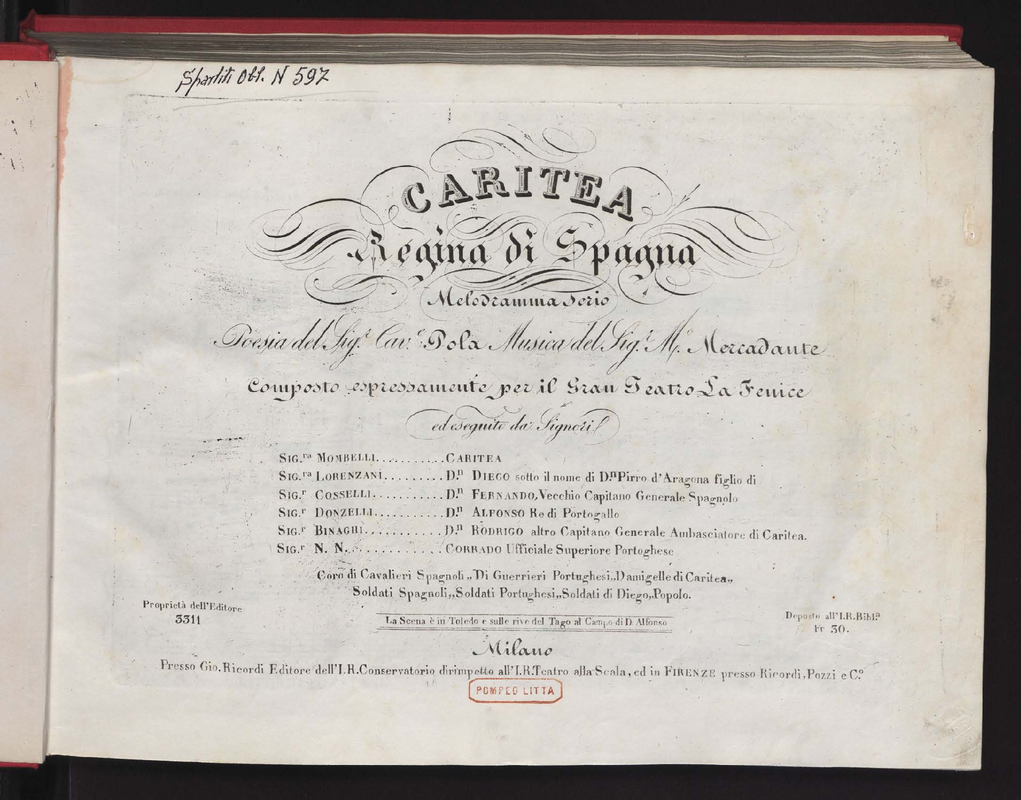 Spartiti Obl. N 597
CARITEA
Regina di Spagna
Melodramma Serio
Poesia del Sig.r Cav.e Pola Musica del Sig.r M.o Mercadante
Composto espressamente per il Gran Teatro La Fenice
ed eseguito da Signori
SIG.ra MOMBELLI..........CARITEA
SIG.ra LORENZANI.........D.n DIEGO sotto il nome di D.n Pirro d'Aragona figlio di
SIG.r COSSELLI...........D.n FERNANDO, Vecchio Capitano Generale Spagnolo
SIG.r DONZELLI...........D.n ALFONSO Re di Portogallo
SIG.r BINAGHI............D.n RODRIGO altro Capitano Generale Ambasciatore di Caritea.
SIG.r N. N...............CORRADO Ufficiale Superiore Portoghese
Coro di Cavalieri Spagnoli,, Di Guerrieri Portughesi,, Damigelle di Caritea,,
Soldati Spagnoli,, Soldati Portughesi,, Soldati di Diego,, Popolo.
Proprietà dell'Editore
3311
La Scena è in Toledo e sulle rive del Tago al Campo di D. Alfonso
Deposto all'I.R.Bibl.a
Fr 30.
Milano
Presso Gio. Ricordi Editore dell'I.R.Conservatorio dirimpetto all'I.R.Teatro alla Scala, ed in FIRENZE presso Ricordi, Pozzi e C.o
POMPEO LITTA